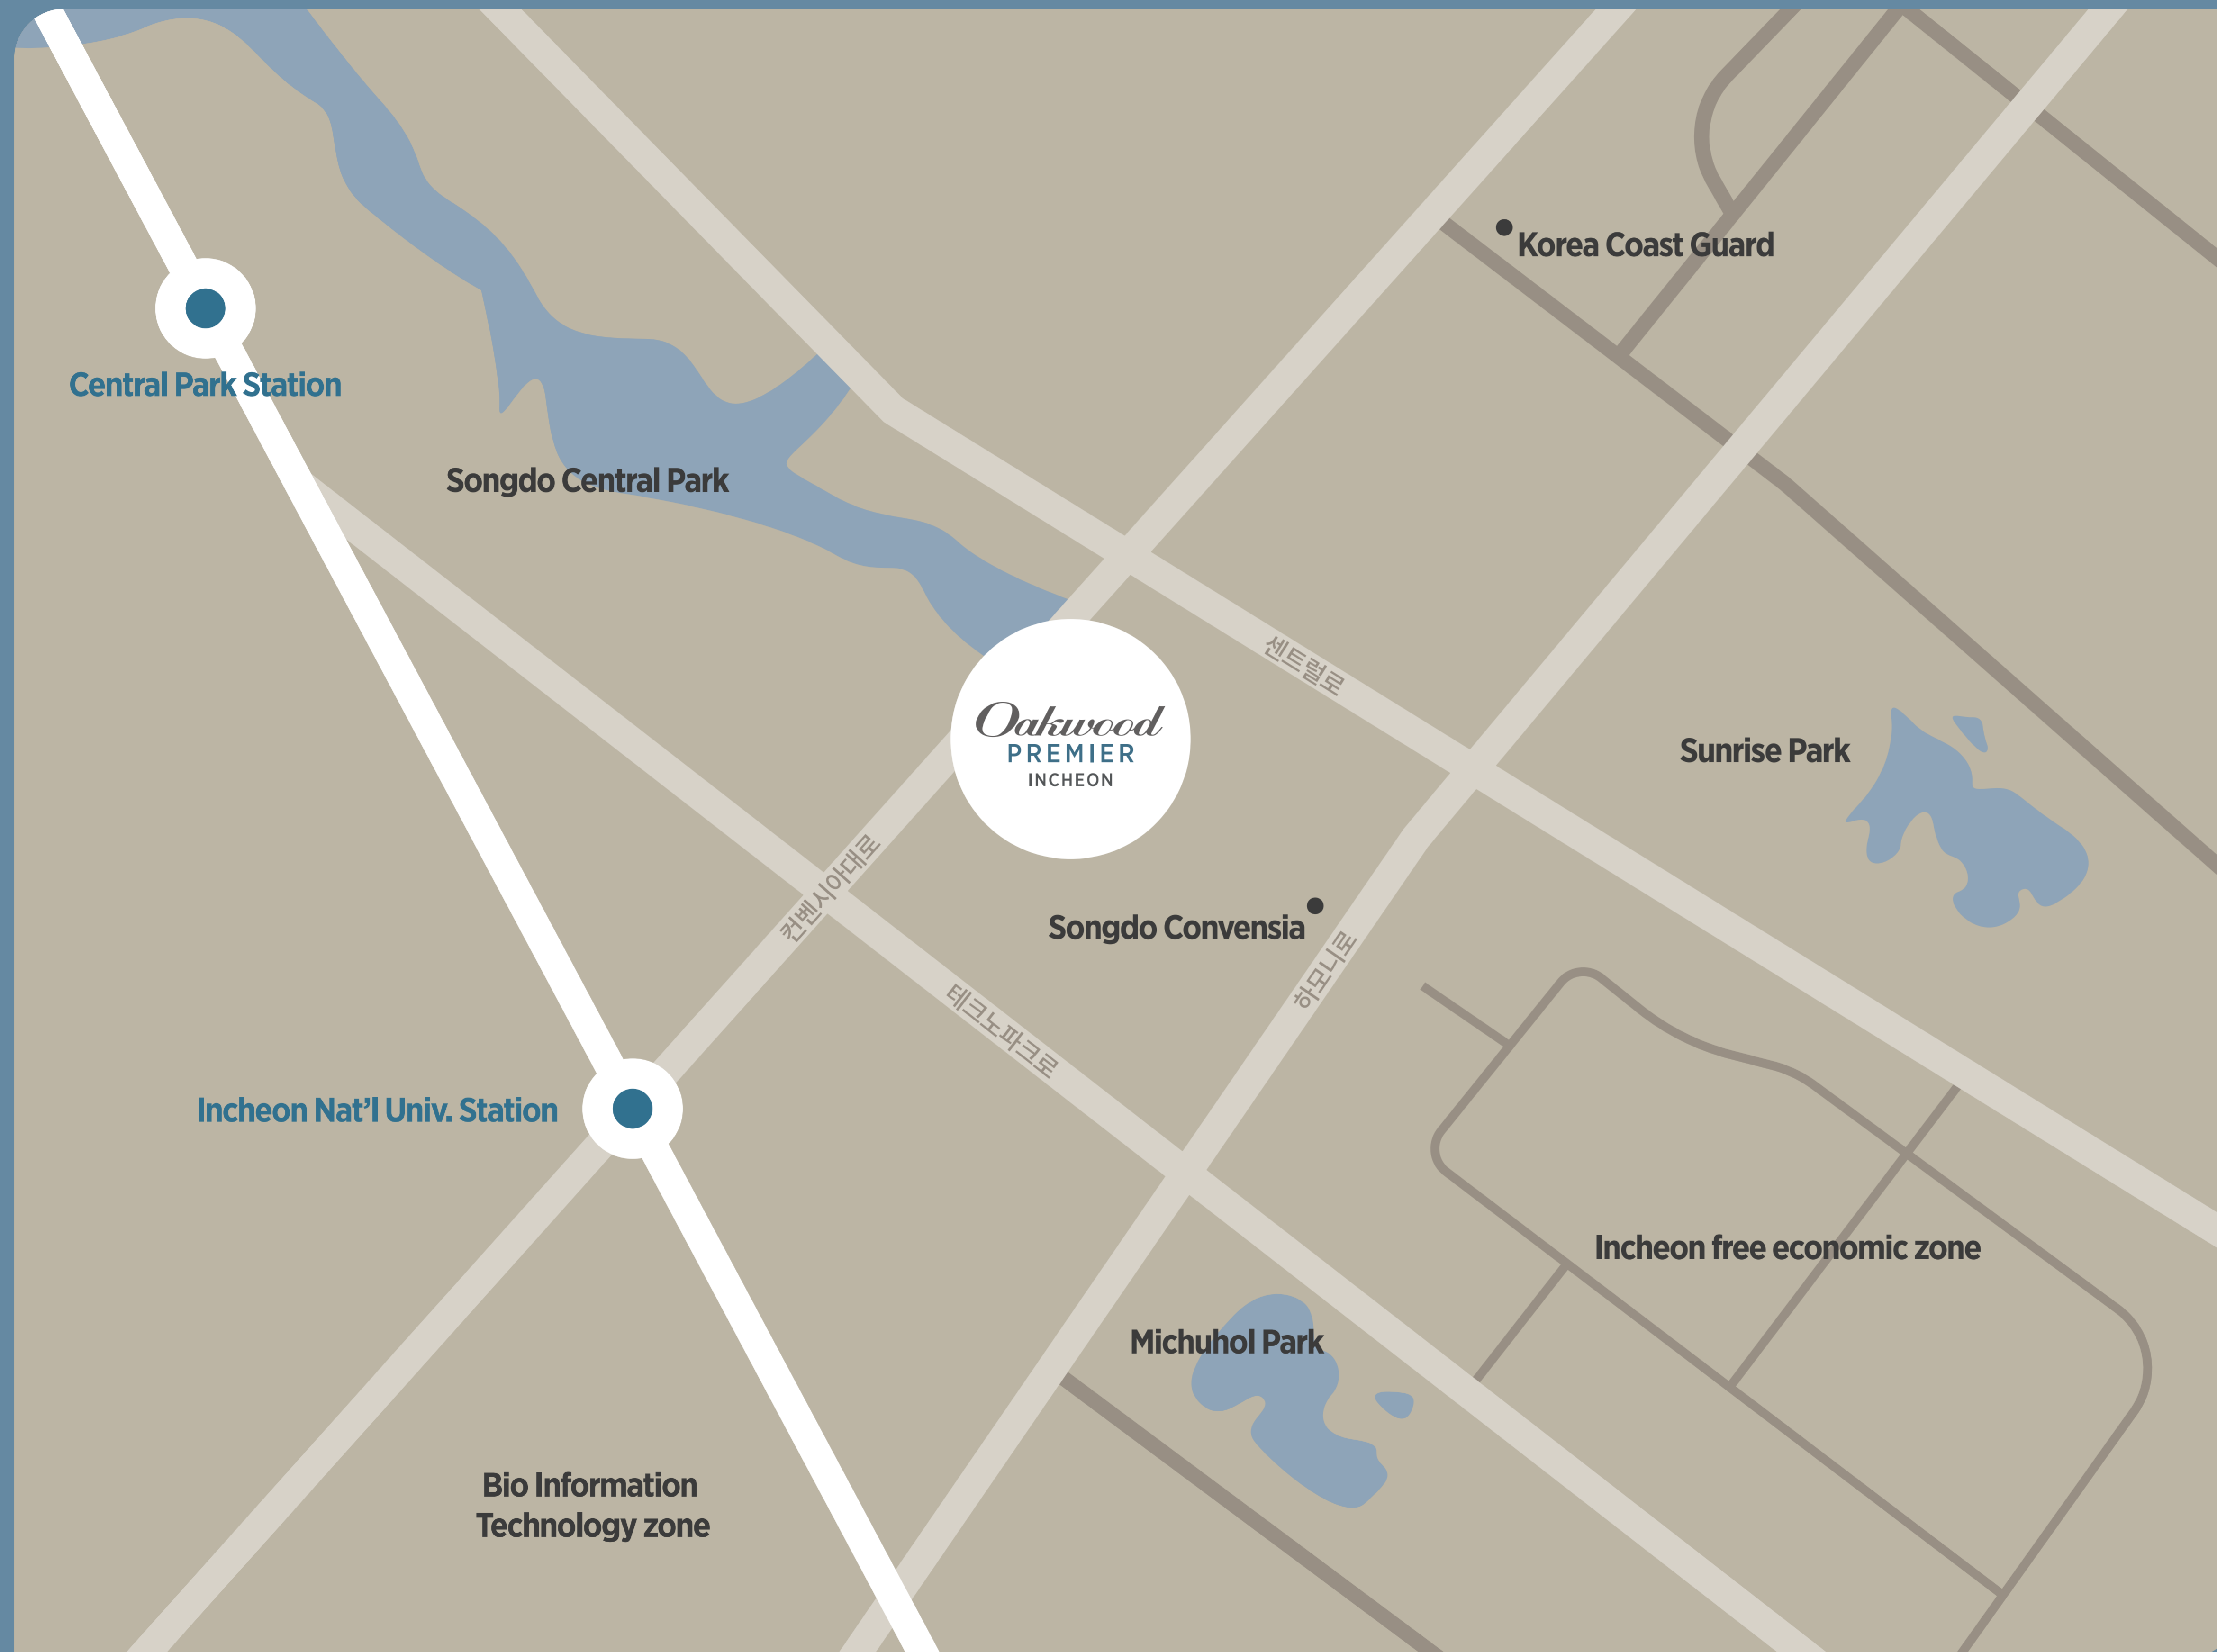 Korea Coast Guard
Central Park Station
Songdo Central Park
센트럴로
Oakwood
PREMIER
INCHEON
Sunrise Park
컨벤시아대로
Songdo Convensia
하모니로
테크노파크로
Incheon Nat’l Univ. Station
Incheon free economic zone
Michuhol Park
Bio Information
Technology zone